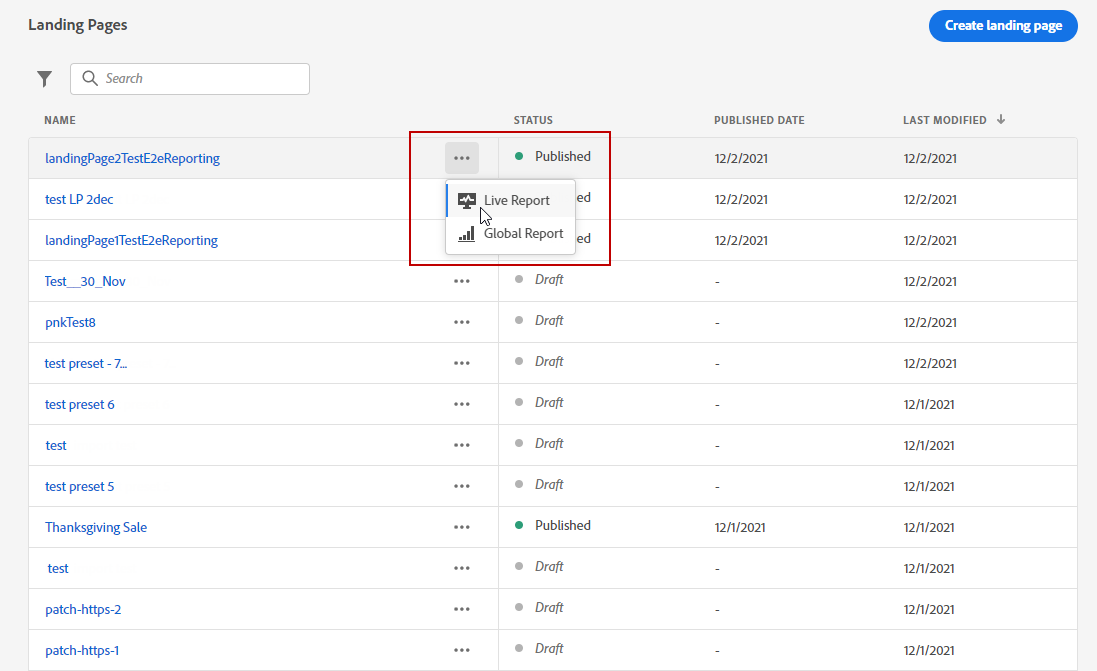 Landing Pages
Create landing page
Search
NAME STATUS PUBLISHED DATE LAST MODIFIED
landingPage2TestE2eReporting Published 12/2/2021 12/2/2021
test LP 2dec Live Report ed 12/2/2021 12/2/2021
landingPage1TestE2eReporting Global Report ed 12/2/2021 12/2/2021
Test__30_Nov Draft - 12/2/2021
pnkTest8 Draft - 12/2/2021
test preset - 7... Draft - 12/2/2021
test preset 6 Draft - 12/1/2021
test Draft - 12/1/2021
test preset 5 Draft - 12/1/2021
Thanksgiving Sale Published 12/1/2021 12/1/2021
test Draft - 12/1/2021
patch-https-2 Draft - 12/1/2021
patch-https-1 Draft - 12/1/2021